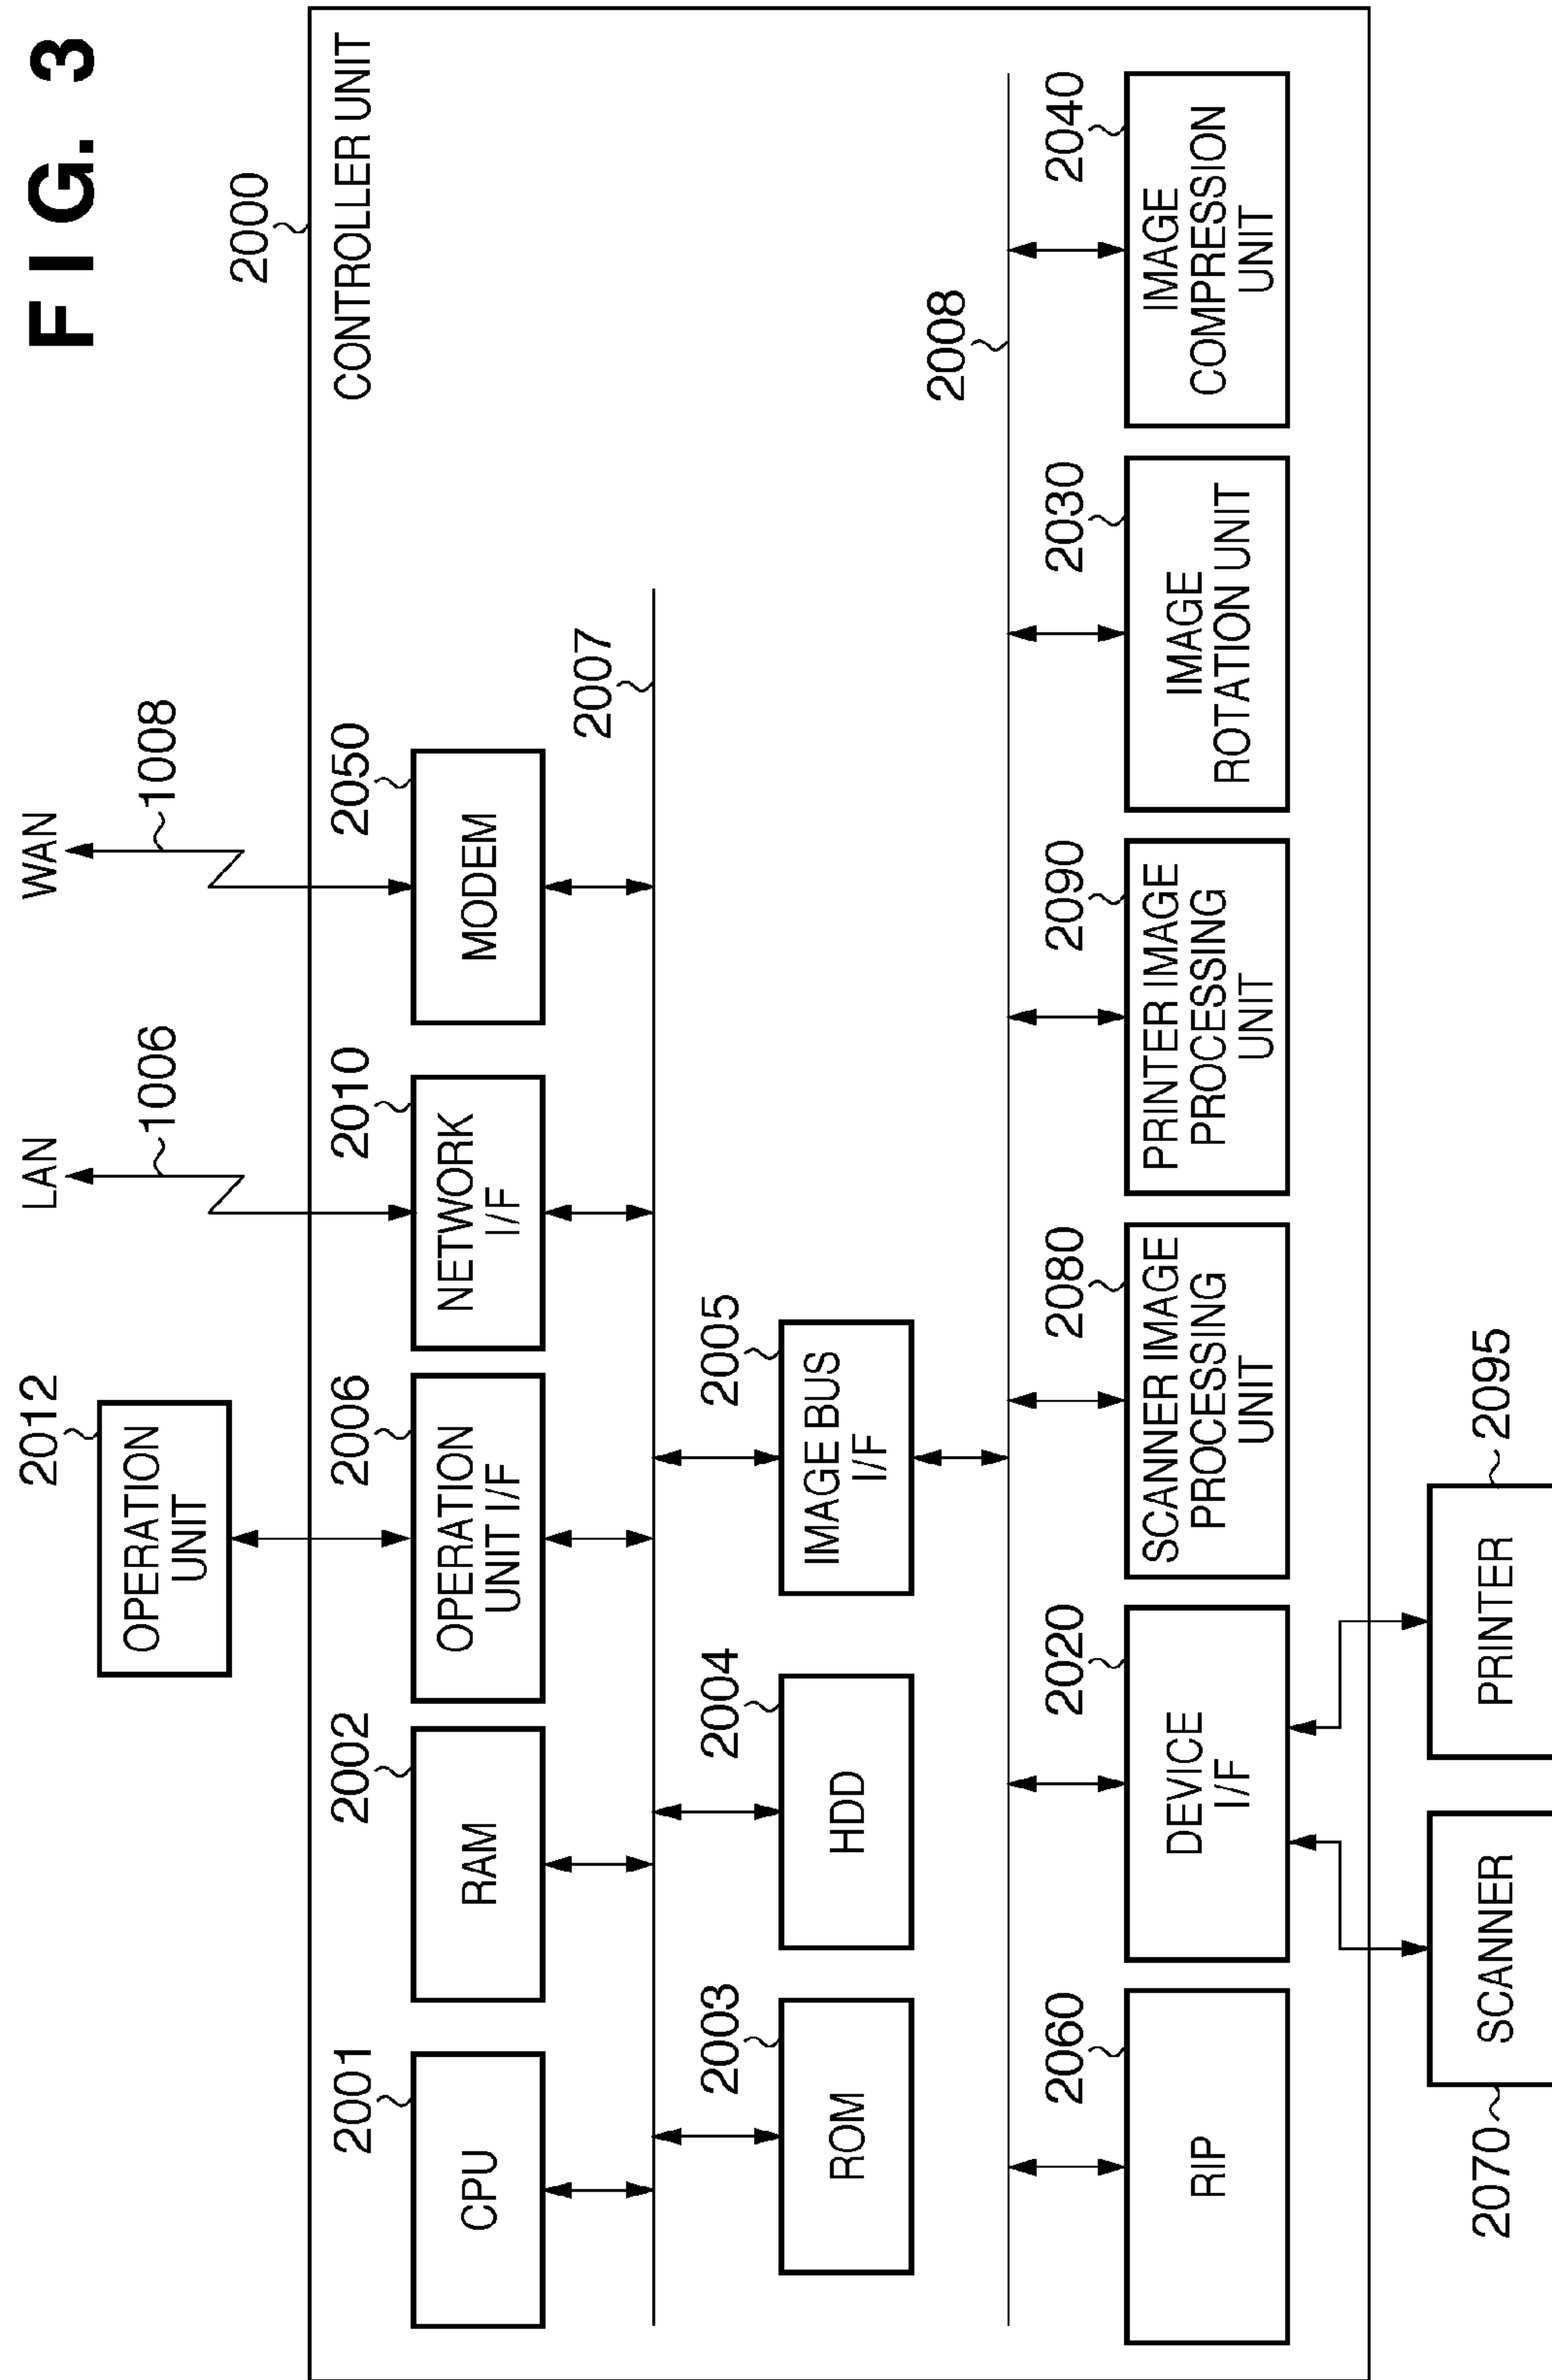 FIG. 3
2000
CONTROLLER UNIT
2012
OPERATION
UNIT
LAN
1006
WAN
1008
2001
CPU
2002
RAM
2006
OPERATION
UNIT I/F
2010
NETWORK
I/F
2050
MODEM
2007
2003
ROM
2004
HDD
2005
IMAGE BUS
I/F
2008
2060
RIP
2020
DEVICE
I/F
2080
SCANNER IMAGE
PROCESSING
UNIT
2090
PRINTER IMAGE
PROCESSING
UNIT
2030
IMAGE
ROTATION UNIT
2040
IMAGE
COMPRESSION
UNIT
2070
SCANNER
PRINTER
2095